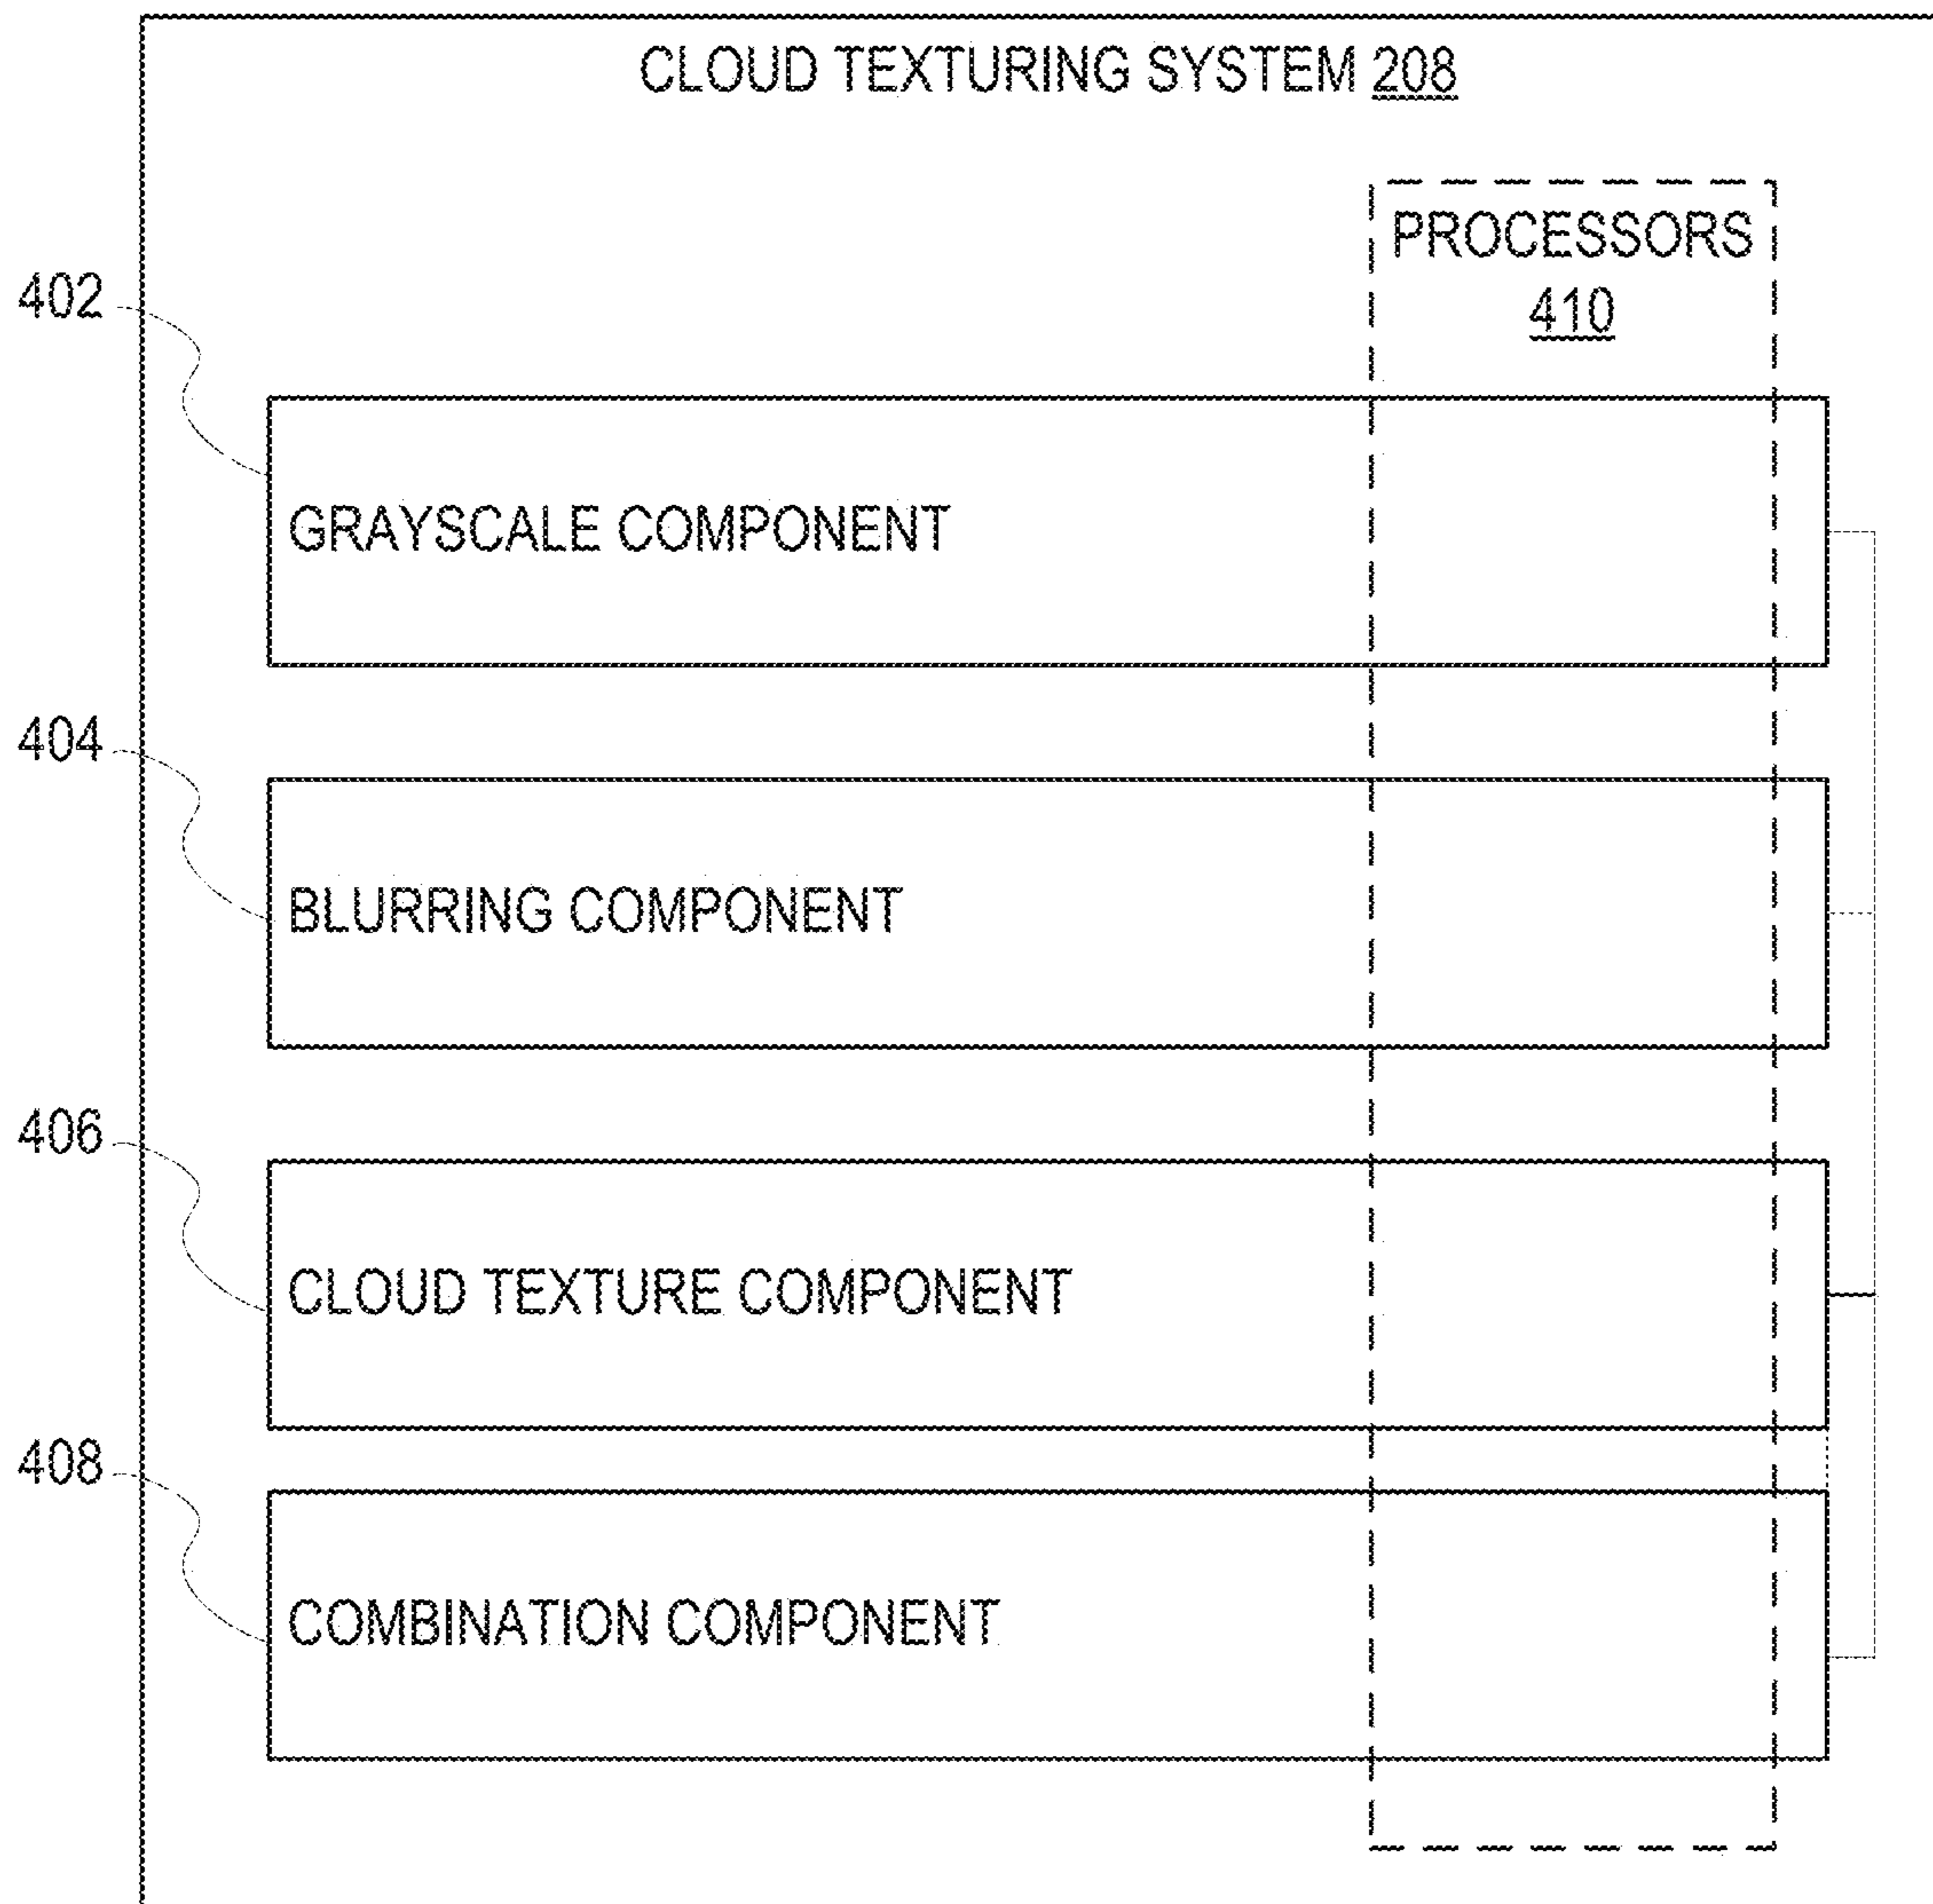 CLOUD TEXTURING SYSTEM 208
PROCESSORS
410
402
GRAYSCALE COMPONENT
404
BLURRING COMPONENT
406
CLOUD TEXTURE COMPONENT
408
COMBINATION COMPONENT